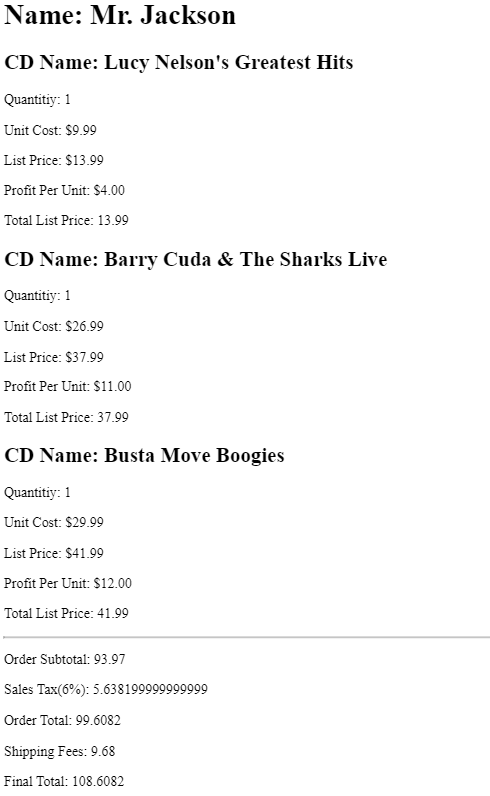 Name: Mr. Jackson
CD Name: Lucy Nelson's Greatest Hits
Quantitiy: 1
Unit Cost: $9.99
List Price: $13.99
Profit Per Unit: $4.00
Total List Price: 13.99
CD Name: Barry Cuda & The Sharks Live
Quantitiy: 1
Unit Cost: $26.99
List Price: $37.99
Profit Per Unit: $11.00
Total List Price: 37.99
CD Name: Busta Move Boogies
Quantitiy: 1
Unit Cost: $29.99
List Price: $41.99
Profit Per Unit: $12.00
Total List Price: 41.99
Order Subtotal: 93.97
Sales Tax(6%): 5.638199999999999
Order Total: 99.6082
Shipping Fees: 9.68
Final Total: 108.6082